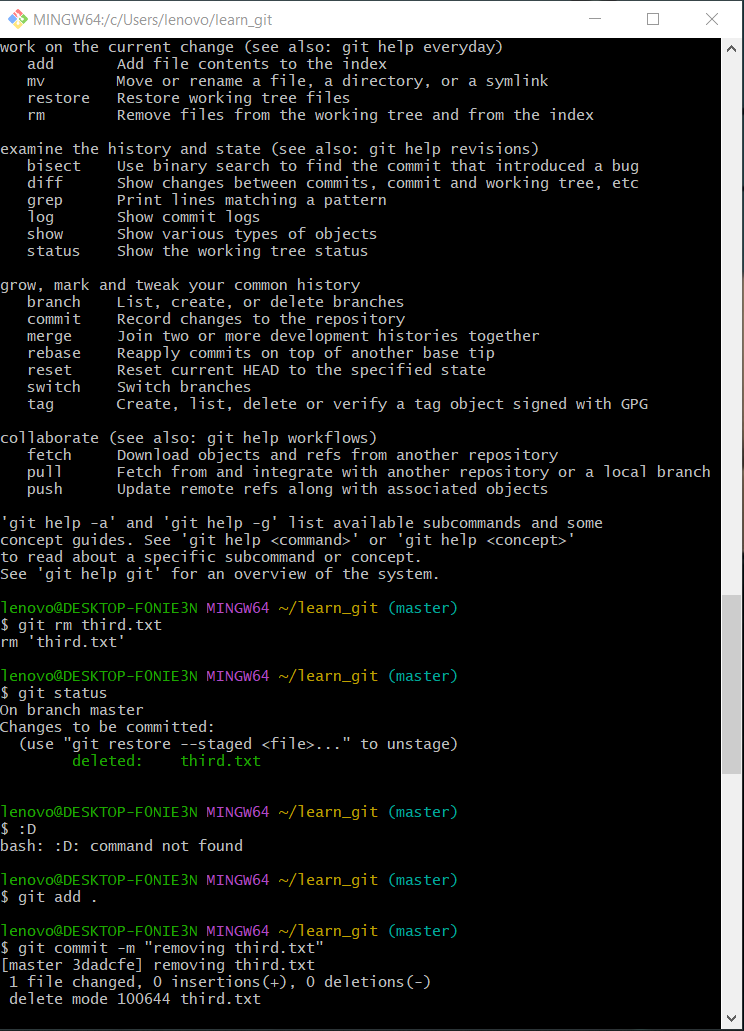 MINGW64:/c/Users/lenovo/learn_git
work on the current change (see also: git help everyday)
   add       Add file contents to the index
   mv        Move or rename a file, a directory, or a symlink
   restore   Restore working tree files
   rm        Remove files from the working tree and from the index

examine the history and state (see also: git help revisions)
   bisect    Use binary search to find the commit that introduced a bug
   diff      Show changes between commits, commit and working tree, etc
   grep      Print lines matching a pattern
   log       Show commit logs
   show      Show various types of objects
   status    Show the working tree status

grow, mark and tweak your common history
   branch    List, create, or delete branches
   commit    Record changes to the repository
   merge     Join two or more development histories together
   rebase    Reapply commits on top of another base tip
   reset     Reset current HEAD to the specified state
   switch    Switch branches
   tag       Create, list, delete or verify a tag object signed with GPG

collaborate (see also: git help workflows)
   fetch     Download objects and refs from another repository
   pull      Fetch from and integrate with another repository or a local branch
   push      Update remote refs along with associated objects

'git help -a' and 'git help -g' list available subcommands and some
concept guides. See 'git help <command>' or 'git help <concept>'
to read about a specific subcommand or concept.
See 'git help git' for an overview of the system.

lenovo@DESKTOP-F0NIE3N MINGW64 ~/learn_git (master)
$ git rm third.txt
rm 'third.txt'

lenovo@DESKTOP-F0NIE3N MINGW64 ~/learn_git (master)
$ git status
On branch master
Changes to be committed:
  (use "git restore --staged <file>..." to unstage)
        deleted:    third.txt


lenovo@DESKTOP-F0NIE3N MINGW64 ~/learn_git (master)
$ :D
bash: :D: command not found

lenovo@DESKTOP-F0NIE3N MINGW64 ~/learn_git (master)
$ git add .

lenovo@DESKTOP-F0NIE3N MINGW64 ~/learn_git (master)
$ git commit -m "removing third.txt"
[master 3dadcfe] removing third.txt
 1 file changed, 0 insertions(+), 0 deletions(-)
 delete mode 100644 third.txt